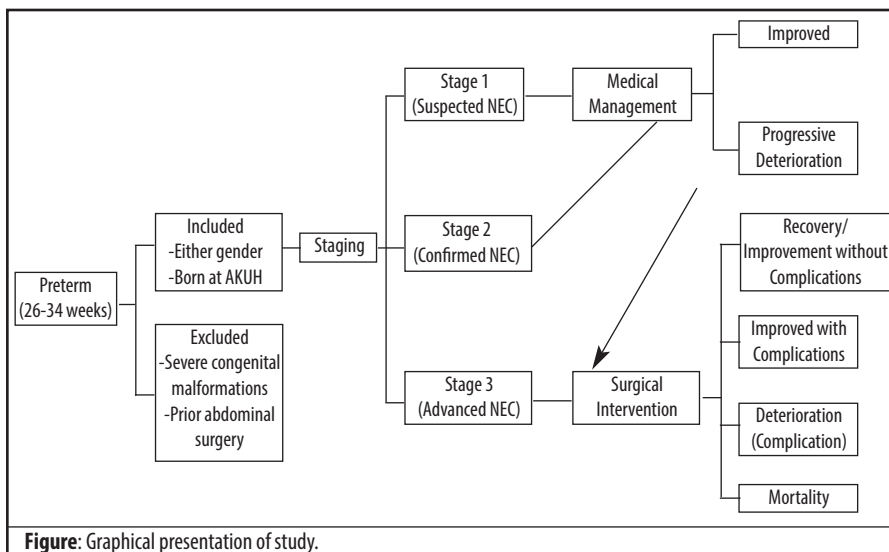 Preterm
(26-34 weeks)
Included
-Either gender
-Born at AKUH
Excluded
-Severe congenital
malformations
-Prior abdominal
surgery
Staging
Stage 1
(Suspected NEC)
Stage 2
(Confirmed NEC)
Stage 3
(Advanced NEC)
Medical
Management
Surgical
Intervention
Improved
Progressive
Deterioration
Recovery/
Improvement without
Complications
Improved with
Complications
Deterioration
(Complication)
Mortality
Figure: Graphical presentation of study.